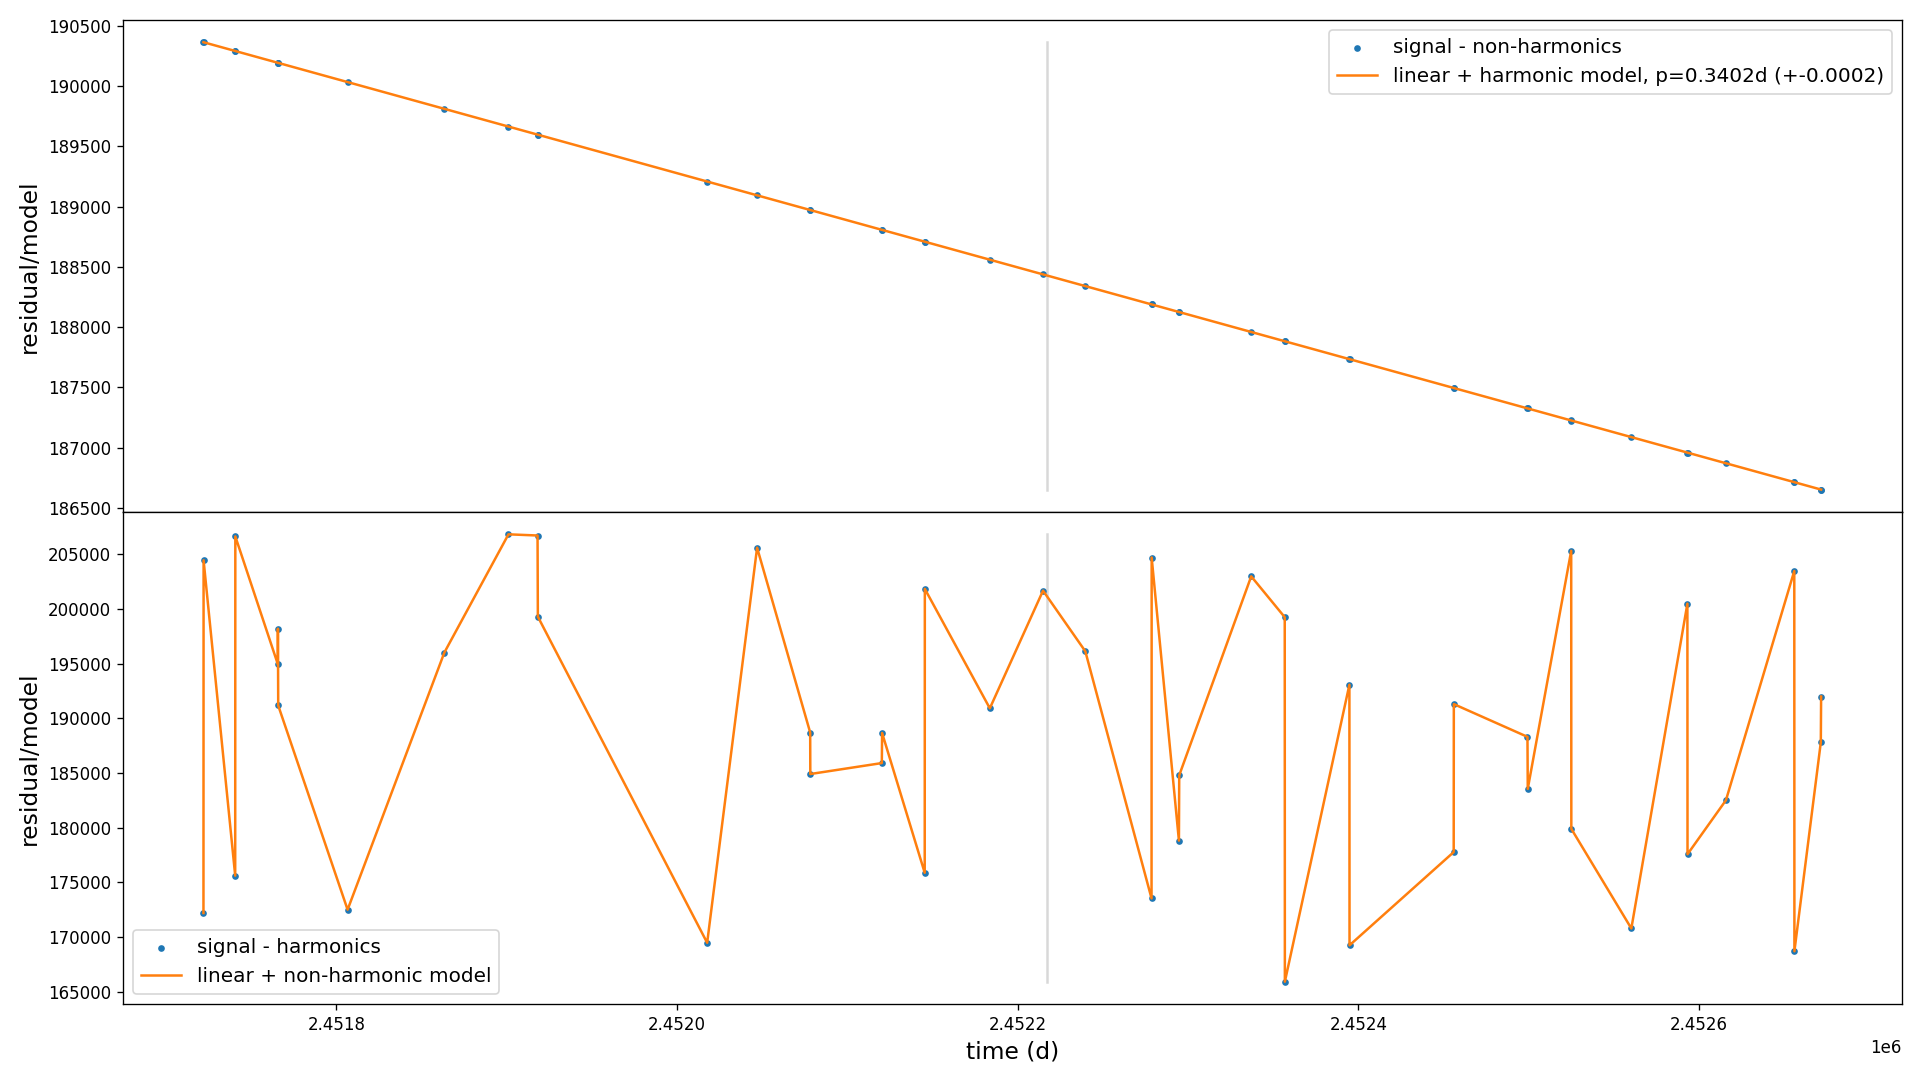 190500
190000
189500
189000
188500
188000
187500
187000
186500
residual/model
signal - non-harmonics
linear + harmonic model, p=0.3402d (+-0.0002)
205000
200000
195000
190000
185000
180000
175000
170000
165000
residual/model
signal - harmonics
linear + non-harmonic model
2.4518 2.4520 2.4522 2.4524 2.4526
1e6
time (d)